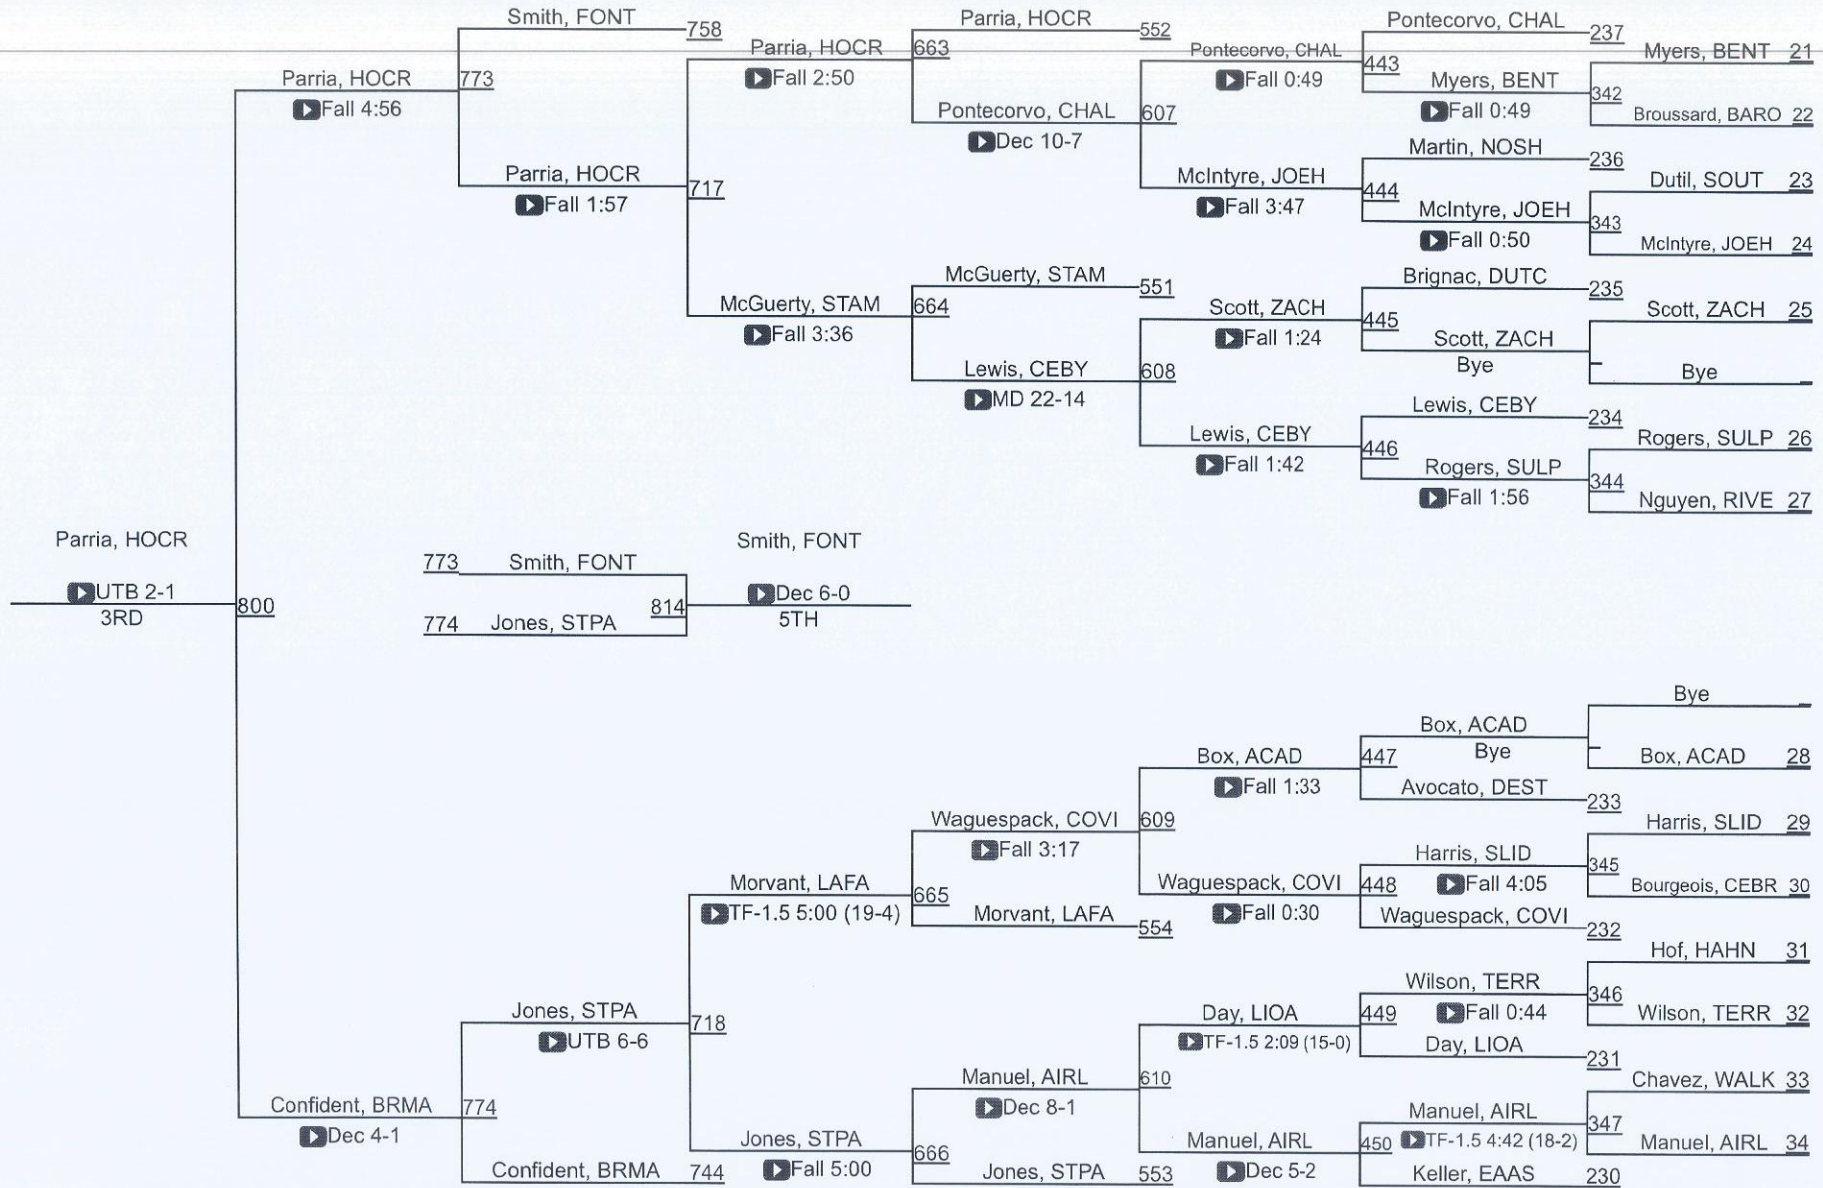 Smith, FONT
758
Parria, HOCR
552
Pontecorvo, CHAL
237
Parria, HOCR
663
Pontecorvo, CHAL
443
Myers, BENT 21
Parria, HOCR
773
Fall 2:50
Fall 0:49
Myers, BENT
342
Fall 4:56
Pontecorvo, CHAL
607
Fall 0:49
Broussard, BARO 22
Dec 10-7
Martin, NOSH
236
Parria, HOCR
717
McIntyre, JOEH
444
Dutil, SOUT 23
Fall 1:57
Fall 3:47
McIntyre, JOEH
343
Fall 0:50
McIntyre, JOEH 24
McGuerty, STAM
551
Brignac, DUTC
235
McGuerty, STAM
664
Scott, ZACH
445
Scott, ZACH 25
Fall 3:36
Fall 1:24
Scott, ZACH
Bye
Lewis, CEBY
608
Bye
MD 22-14
Lewis, CEBY
234
Lewis, CEBY
446
Rogers, SULP 26
Fall 1:42
Rogers, SULP
344
Fall 1:56
Nguyen, RIVE 27
Parria, HOCR
UTB 2-1
3RD
800
773 Smith, FONT
774 Jones, STPA
814
Smith, FONT
Dec 6-0
5TH
Bye
Box, ACAD
Bye
Box, ACAD
447
Box, ACAD 28
Fall 1:33
Avocato, DEST
233
Waguespack, COVI
609
Harris, SLID 29
Fall 3:17
Harris, SLID
345
Morvant, LAFA
665
Waguespack, COVI
448
Fall 4:05
Bourgeois, CEBR 30
TF-1.5 5:00 (19-4)
Morvant, LAFA
554
Fall 0:30
Waguespack, COVI
232
Hof, HAHN 31
Wilson, TERR
346
Jones, STPA
718
Day, LIOA
449
Fall 0:44
Wilson, TERR 32
UTB 6-6
TF-1.5 2:09 (15-0)
Day, LIOA
231
Manuel, AIRL
610
Chavez, WALK 33
Confident, BRMA
774
Dec 8-1
Manuel, AIRL
347
Dec 4-1
Jones, STPA
666
Manuel, AIRL
450
TF-1.5 4:42 (18-2)
Manuel, AIRL 34
Confident, BRMA
744
Fall 5:00
Jones, STPA
553
Dec 5-2
Keller, EAAS
230